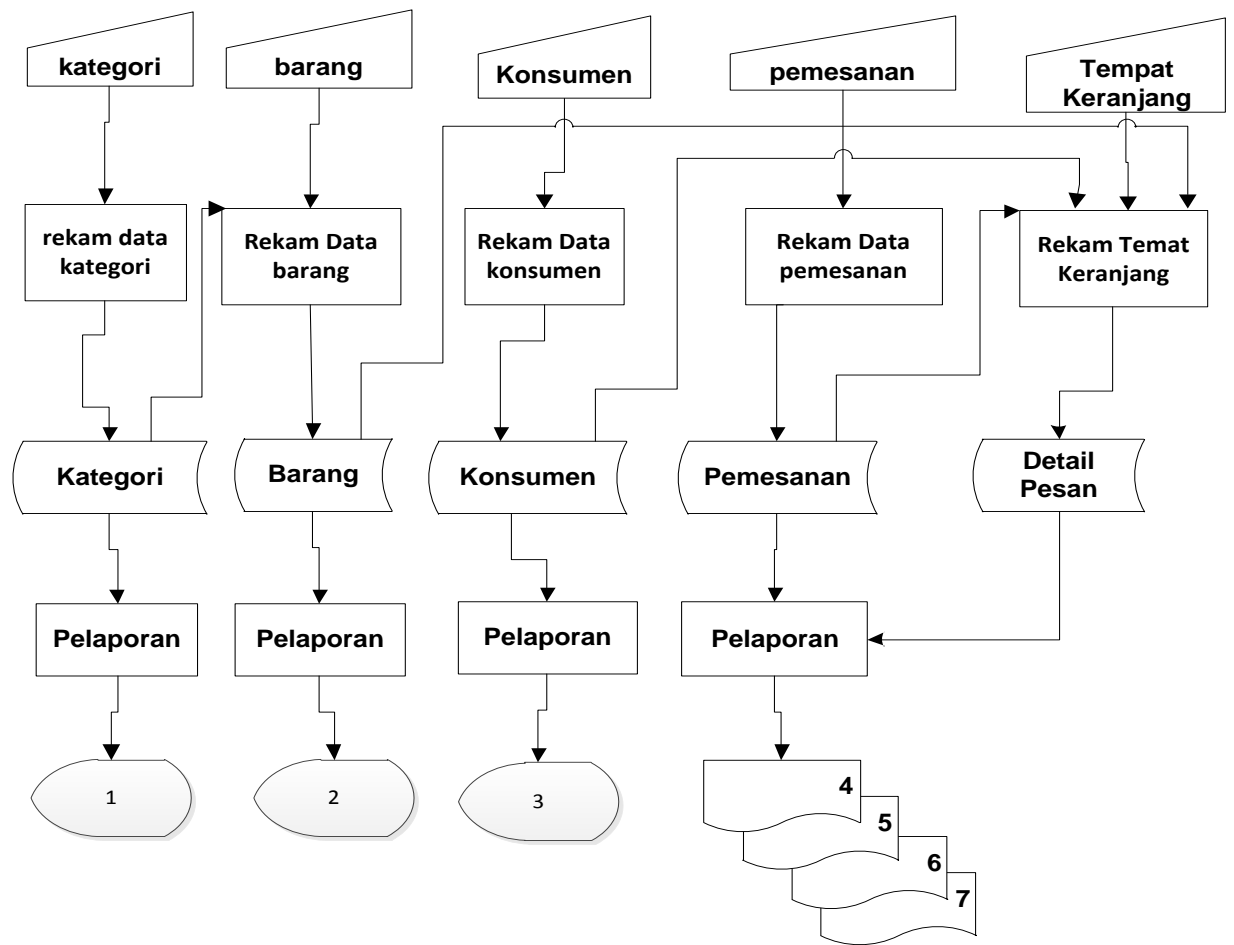 kategori
barang
Konsumen
pemesanan
Tempat
Keranjang
rekam data
kategori
Rekam Data
barang
Rekam Data
konsumen
Rekam Data
pemesanan
Rekam Temat
Keranjang
Kategori
Barang
Konsumen
Pemesanan
Detail
Pesan
Pelaporan
Pelaporan
Pelaporan
Pelaporan
1
2
3
4
5
6
7